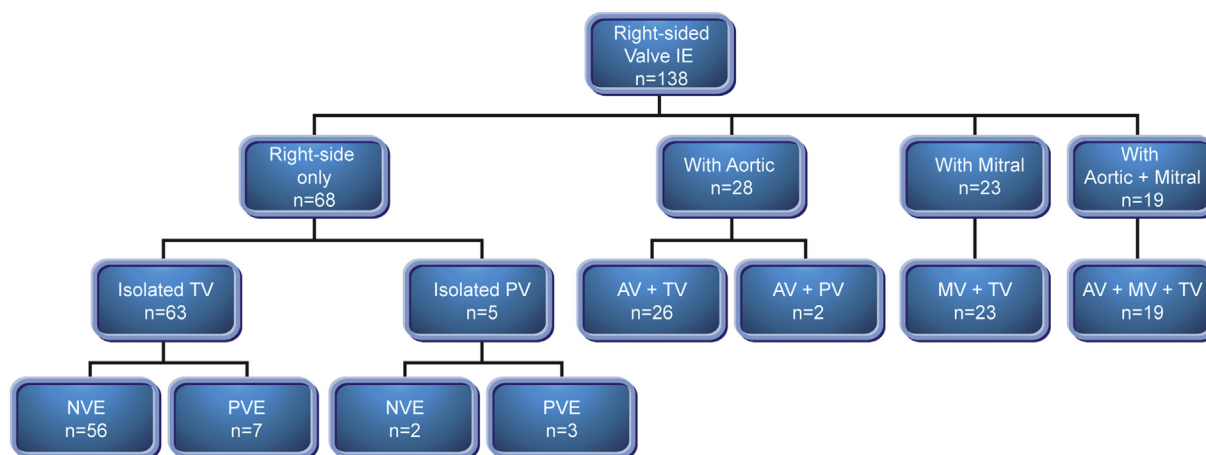 Right-sided
Valve IE
n=138
Right-side
only
n=68
With Aortic
n=28
With Mitral
n=23
With
Aortic + Mitral
n=19
Isolated TV
n=63
Isolated PV
n=5
AV + TV
n=26
AV + PV
n=2
MV + TV
n=23
AV + MV + TV
n=19
NVE
n=56
PVE
n=7
NVE
n=2
PVE
n=3